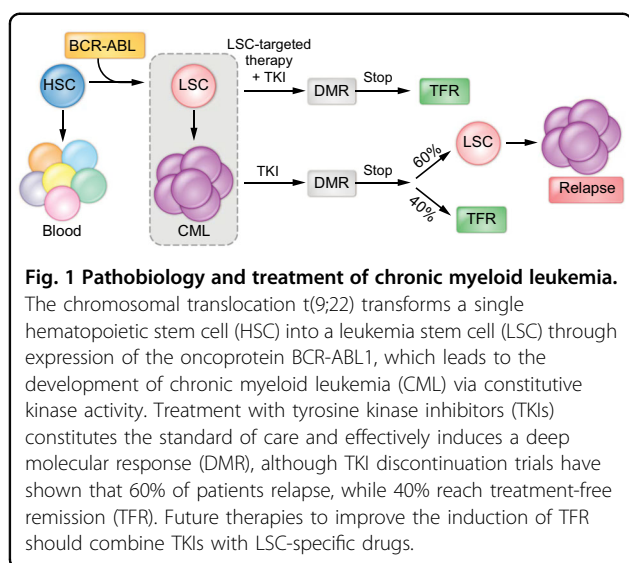 BCR-ABL
LSC-targeted
therapy
+ TKI
HSC
LSC
DMR
Stop
TFR
Blood
CML
TKI
DMR
Stop
60%
40%
LSC
TFR
Relapse
Fig. 1 Pathobiology and treatment of chronic myeloid leukemia.
The chromosomal translocation t(9;22) transforms a single
hematopoietic stem cell (HSC) into a leukemia stem cell (LSC) through
expression of the oncoprotein BCR-ABL1, which leads to the
development of chronic myeloid leukemia (CML) via constitutive
kinase activity. Treatment with tyrosine kinase inhibitors (TKIs)
constitutes the standard of care and effectively induces a deep
molecular response (DMR), although TKI discontinuation trials have
shown that 60% of patients relapse, while 40% reach treatment-free
remission (TFR). Future therapies to improve the induction of TFR
should combine TKIs with LSC-specific drugs.